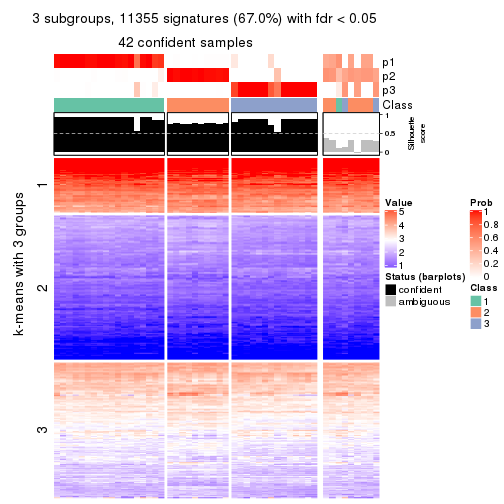 3 subgroups, 11355 signatures (67.0%) with fdr < 0.05
42 confident samples
p1
p2
p3
Class
1
0.5
0
Silhouette
score
k-means with 3 groups
1
2
3
Value
5
4
3
2
1
Status (barplots)
confident
ambiguous
Prob
1
0.8
0.6
0.4
0.2
0
Class
1
2
3